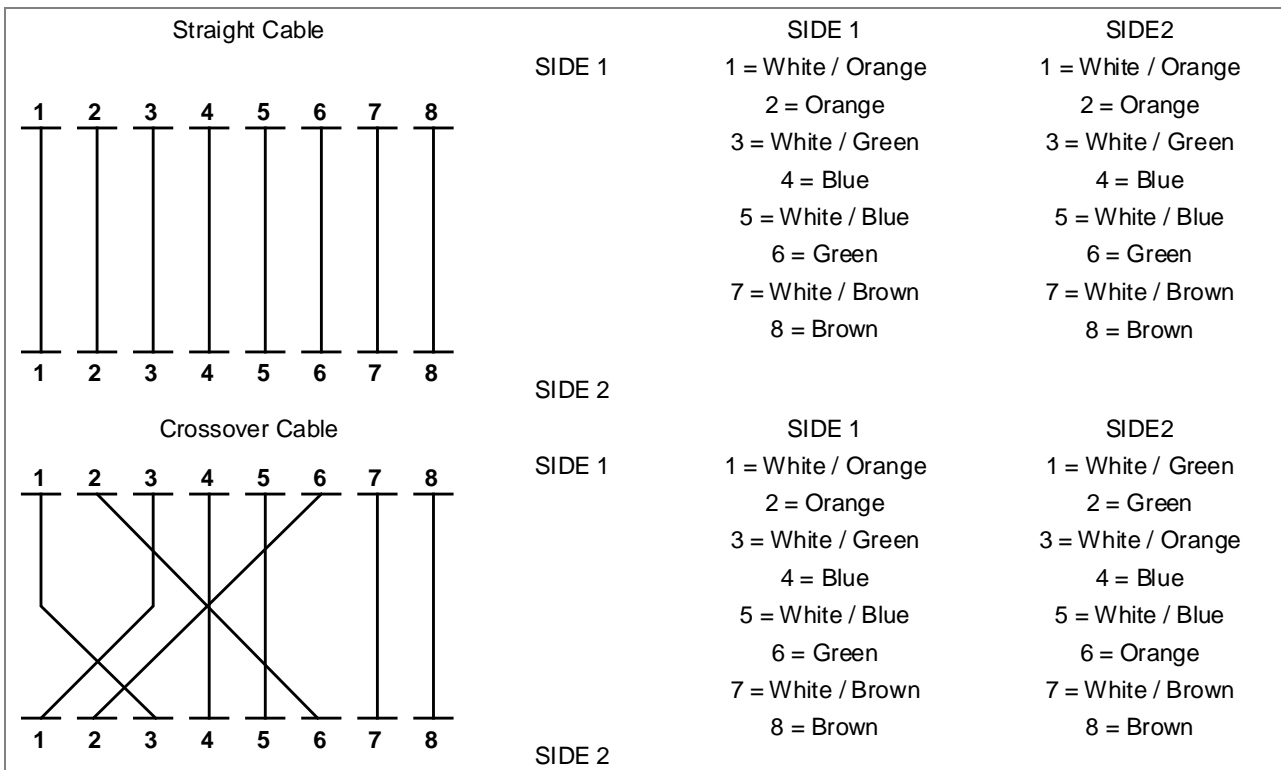 Straight Cable SIDE 1 SIDE2
SIDE 1 1 = White / Orange 1 = White / Orange
2 = Orange 2 = Orange
1 2 3 4 5 6 7 8
3 = White / Green 3 = White / Green
4 = Blue 4 = Blue
5 = White / Blue 5 = White / Blue
6 = Green 6 = Green
7 = White / Brown 7 = White / Brown
8 = Brown 8 = Brown
1 2 3 4 5 6 7 8
SIDE 2
Crossover Cable SIDE 1 SIDE2
SIDE 1 1 = White / Orange 1 = White / Green
1 2 3 4 5 6 7 8
2 = Orange 2 = Green
3 = White / Green 3 = White / Orange
4 = Blue 4 = Blue
5 = White / Blue 5 = White / Blue
6 = Green 6 = Orange
7 = White / Brown 7 = White / Brown
8 = Brown 8 = Brown
1 2 3 4 5 6 7 8
SIDE 2